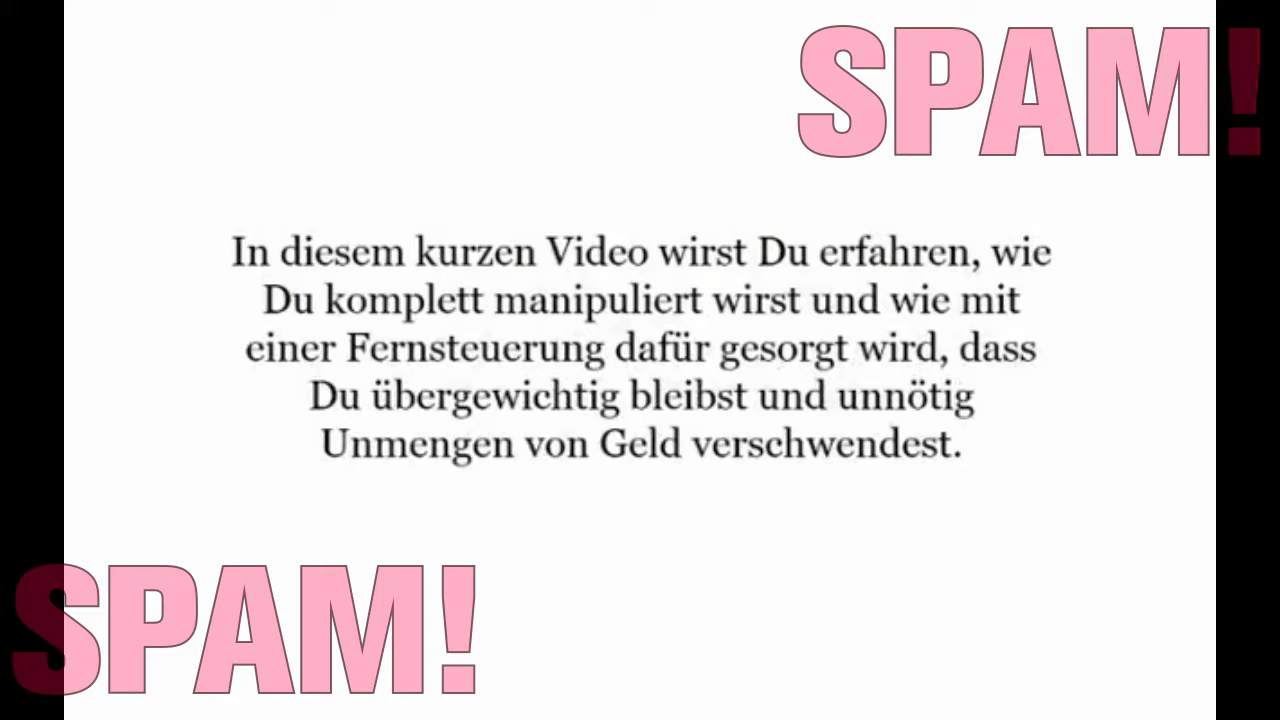 SPAM!
In diesem kurzen Video wirst Du erfahren, wie
Du komplett manipuliert wirst und wie mit
einer Fernsteuerung dafür gesorgt wird, dass
Du übergewichtig bleibst und unnötig
Unmengen von Geld verschwendest.
SPAM!